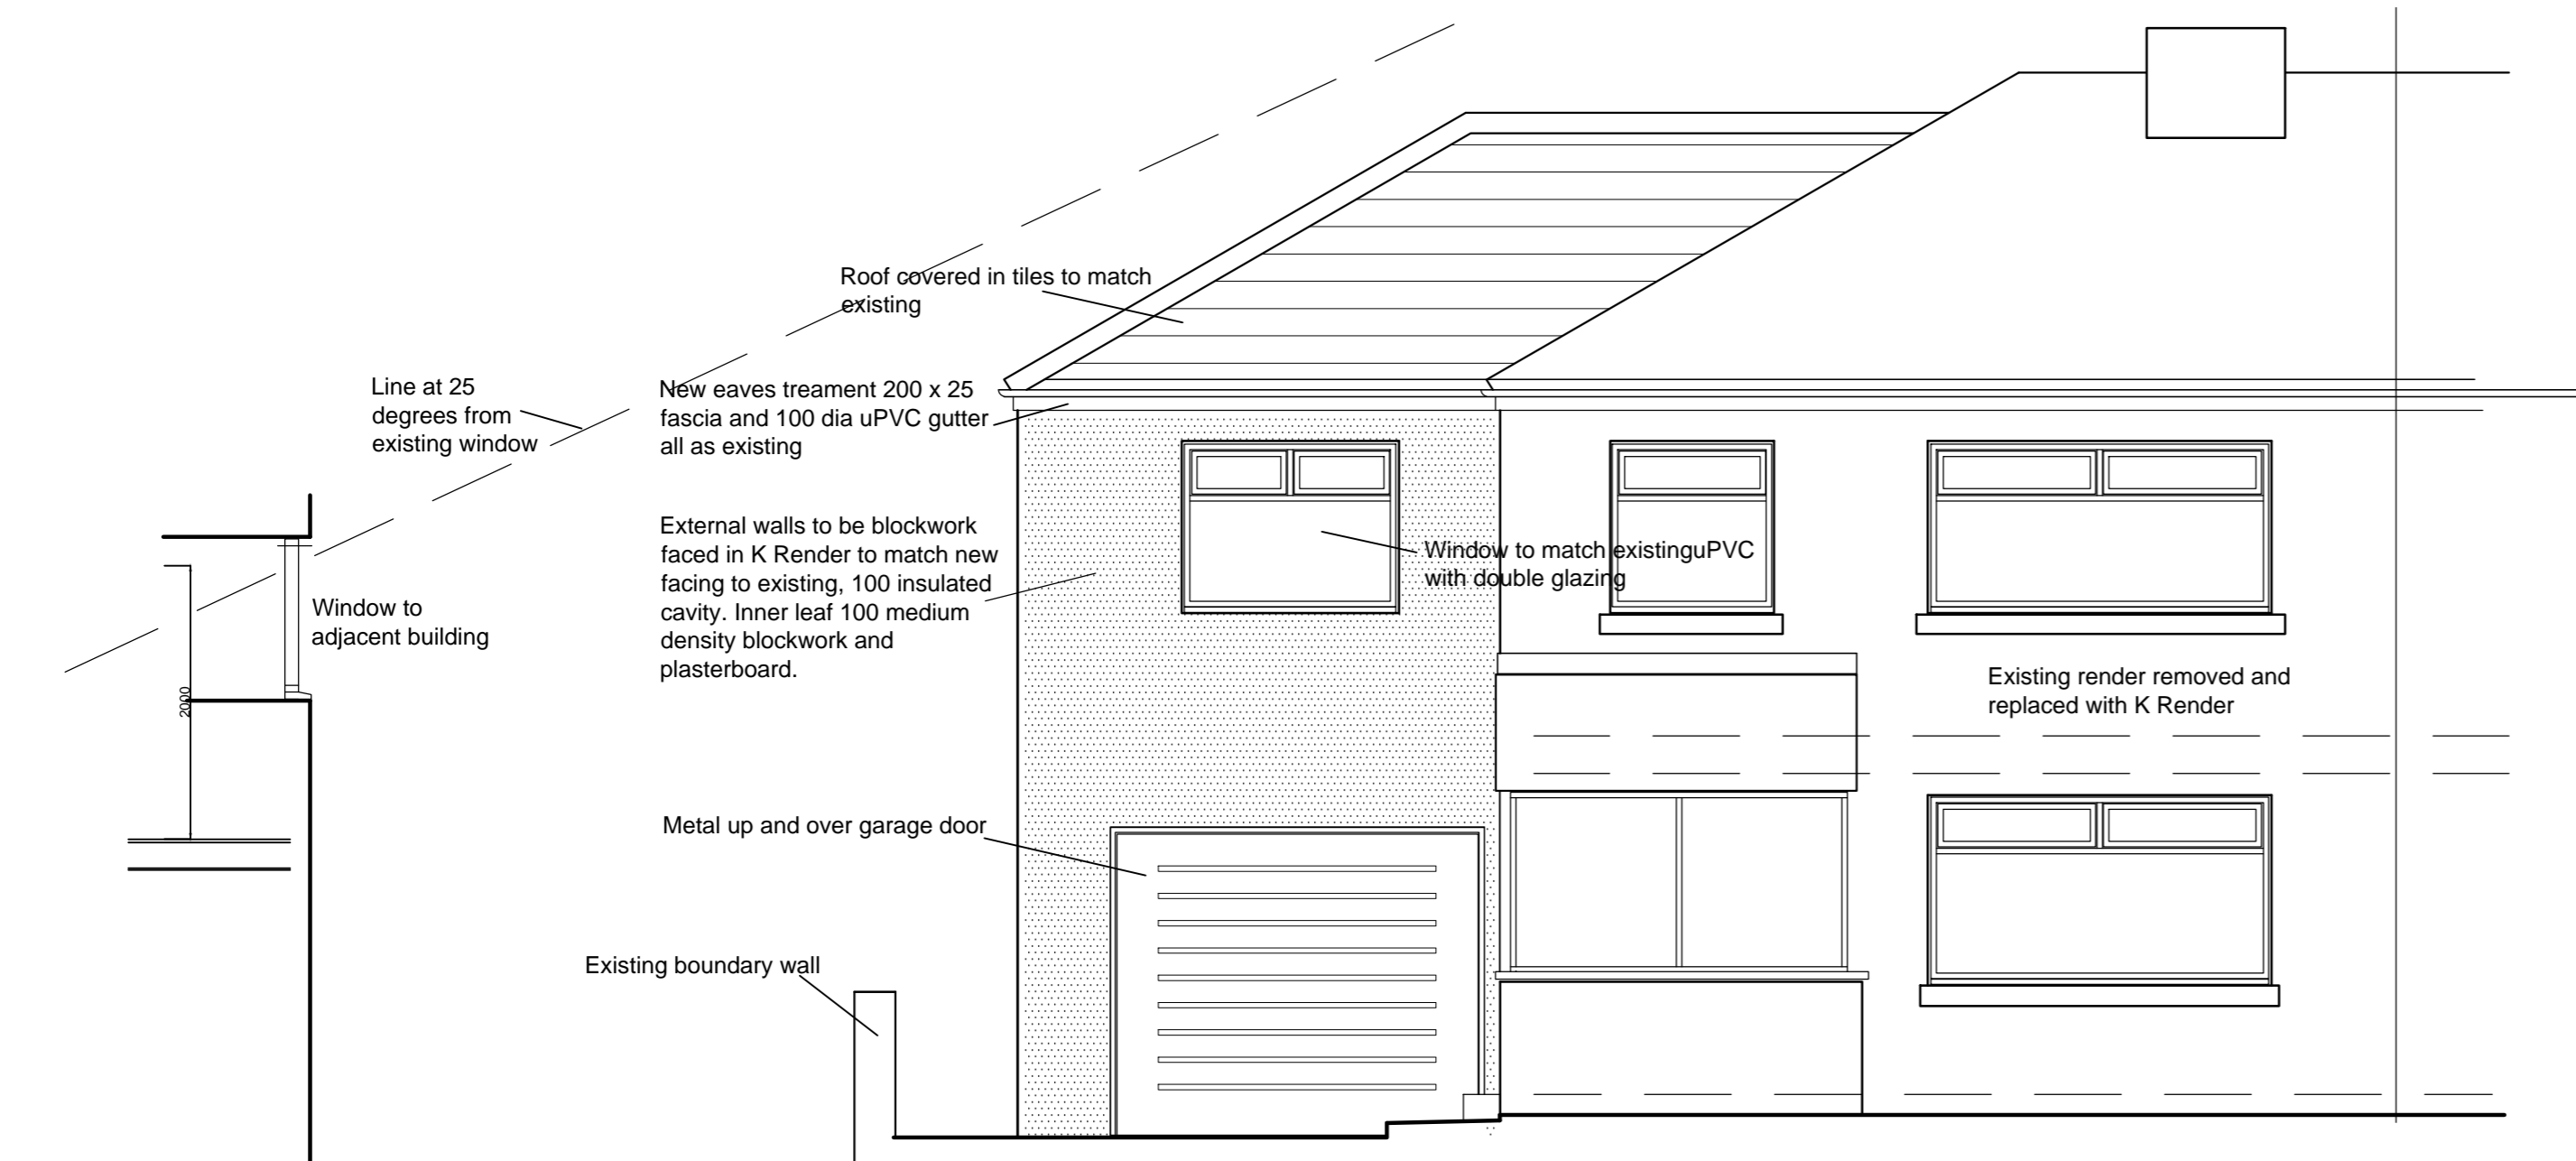 Roof covered in tiles to match
existing
Line at 25
degrees from
existing window
New eaves treament 200 x 25
fascia and 100 dia uPVC gutter
all as existing
External walls to be blockwork
faced in K Render to match new
facing to existing, 100 insulated
cavity. Inner leaf 100 medium
density blockwork and
plasterboard.
Window to match existinguPVC
with double glazing
Window to
adjacent building
2000
Existing render removed and
replaced with K Render
Metal up and over garage door
Existing boundary wall